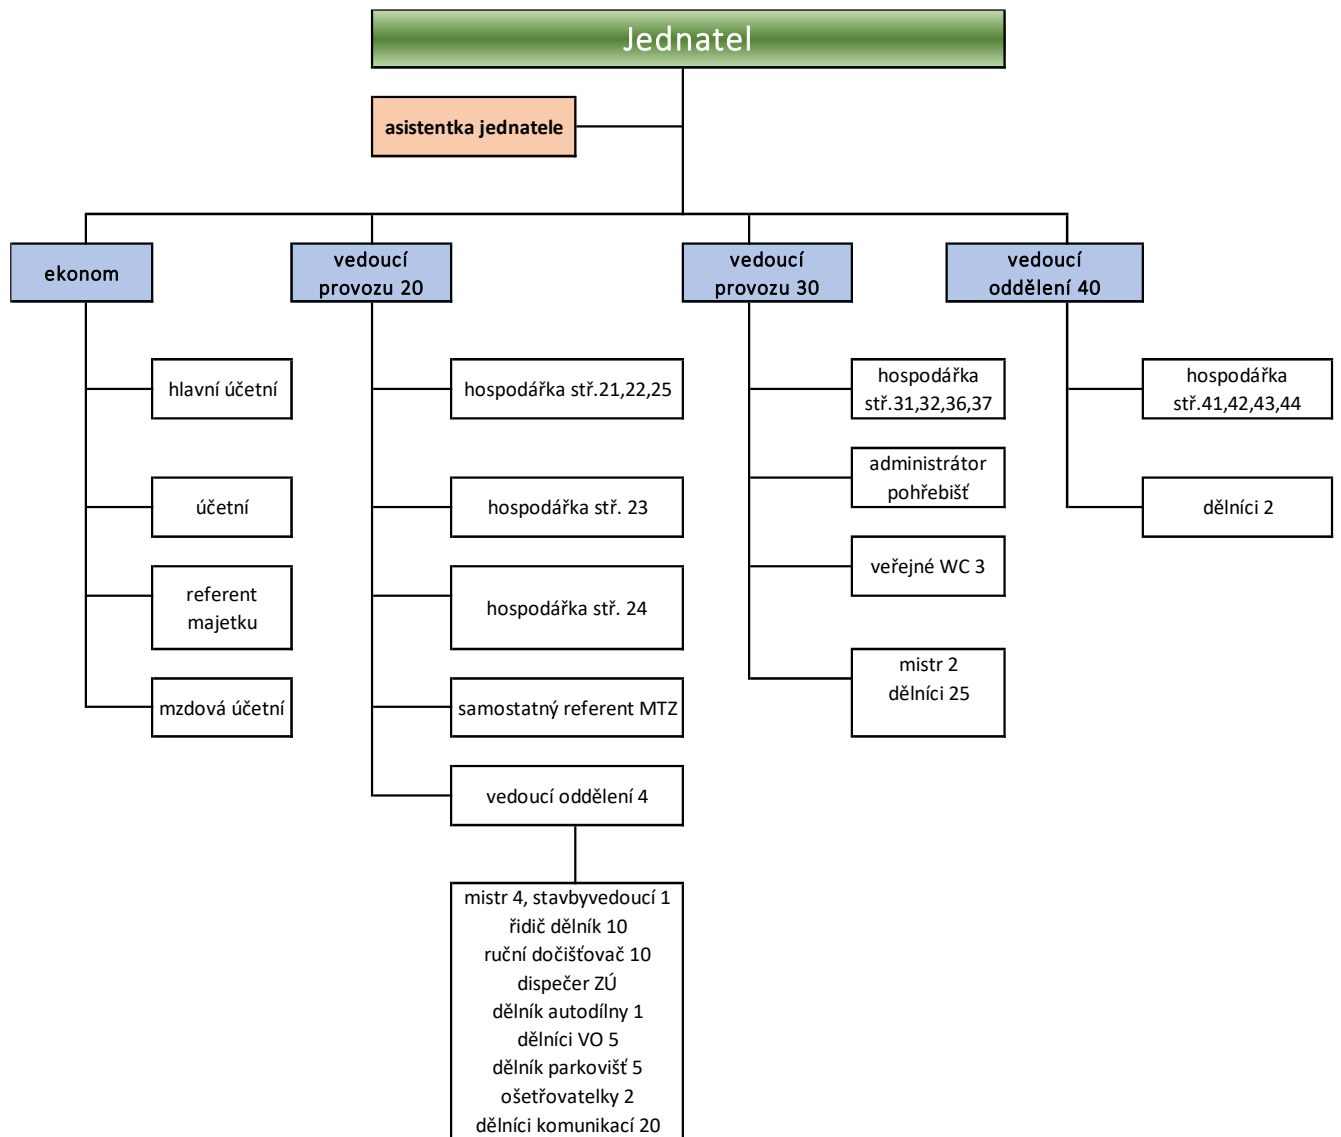 Jednatel
asistentka jednatele
ekonom
vedoucí
provozu 20
vedoucí
provozu 30
vedoucí
oddělení 40
hlavní účetní
účetní
referent
majetku
mzdová účetní
hospodářka stř.21,22,25
hospodářka stř. 23
hospodářka stř. 24
samostatný referent MTZ
vedoucí oddělení 4
mistr 4, stavbyvedoucí 1
řidič dělník 10
ruční dočišťovač 10
dispečer ZÚ
dělník autodílny 1
dělníci VO 5
dělník parkovišť 5
ošetřovatelky 2
dělníci komunikací 20
hospodářka
stř.31,32,36,37
administrátor
pohřebišť
veřejné WC 3
mistr 2
dělníci 25
hospodářka
stř.41,42,43,44
dělníci 2